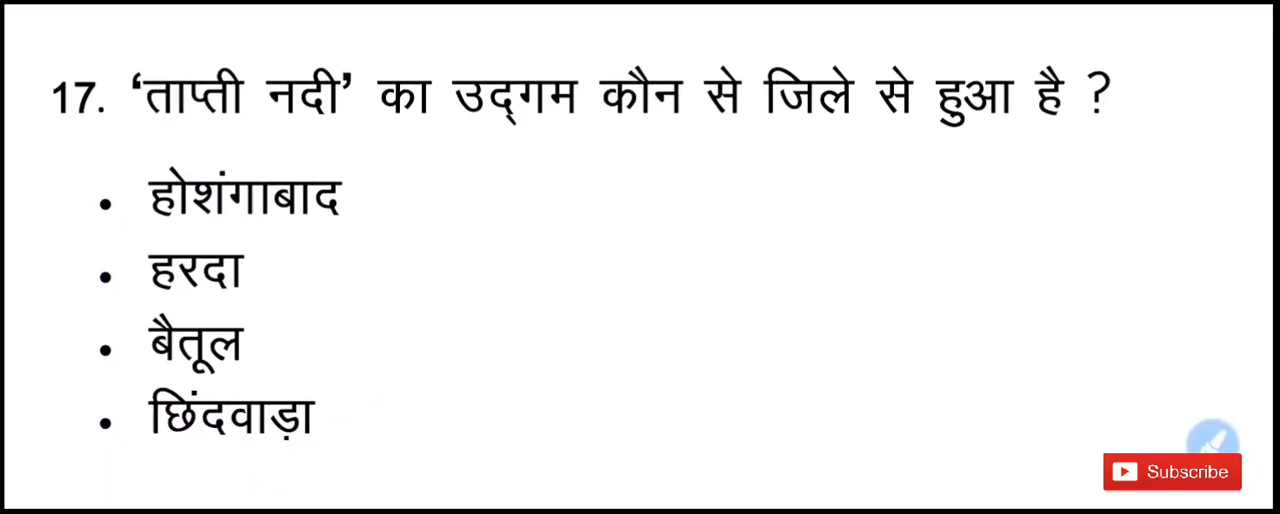 17. ‘ताप्ती नदी’ का उद्गम कौन से जिले से हुआ है ?
• होशंगाबाद
• हरदा
• बैतूल
• छिंदवाड़ा
Subscribe